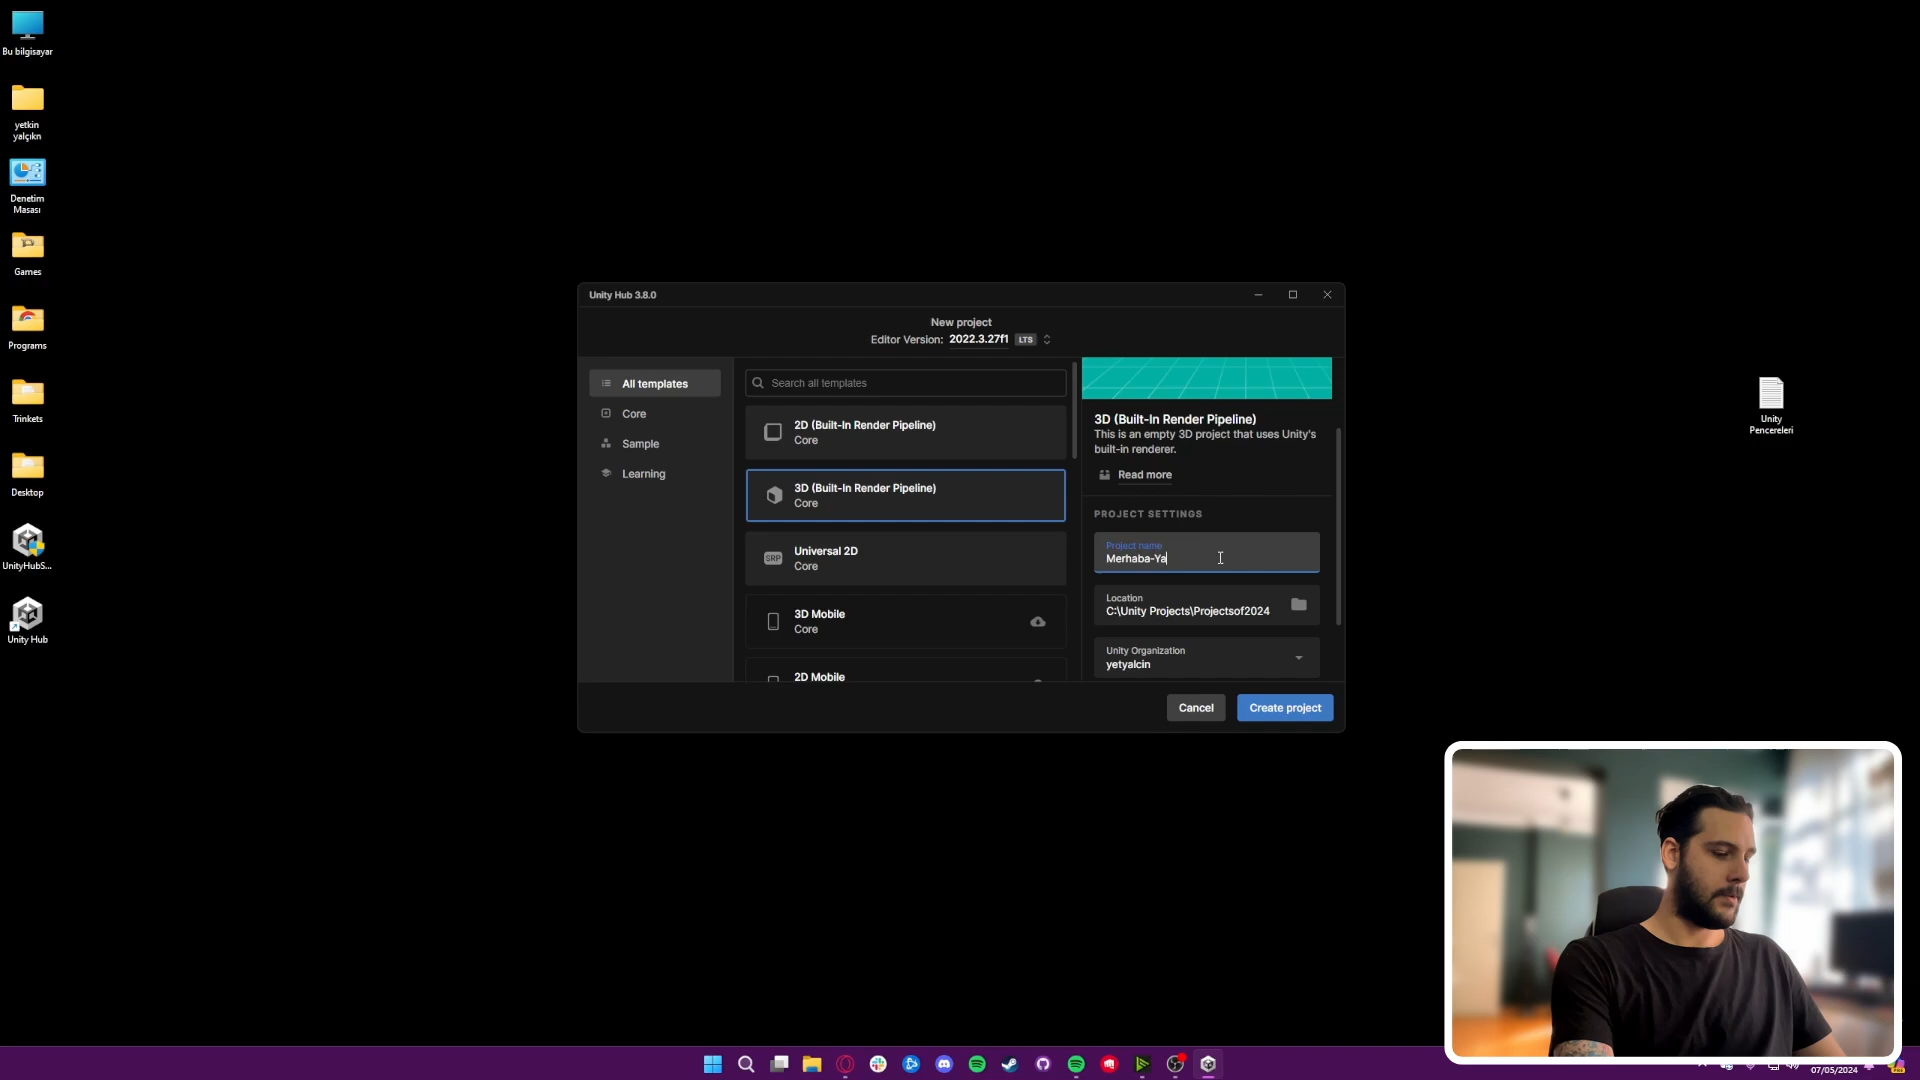 Bu bilgisayar
yetkin
yalçıkn
Denetim
Masası
Games
Programs
Trinkets
Desktop
UnityHubS...
Unity Hub
Unity Hub 3.8.0
New project
Editor Version: 2022.3.27f1 LTS
All templates
Core
Sample
Learning
Search all templates
2D (Built-In Render Pipeline)
Core
3D (Built-In Render Pipeline)
Core
SRP
Universal 2D
Core
3D Mobile
Core
2D Mobile
3D (Built-In Render Pipeline)
This is an empty 3D project that uses Unity's
built-in renderer.
Read more
PROJECT SETTINGS
Project name
Merhaba-Ya
Location
C:\Unity Projects\Projectsof2024
Unity Organization
yetyalcin
Cancel
Create project
Unity
Pencereleri
07/05/2024